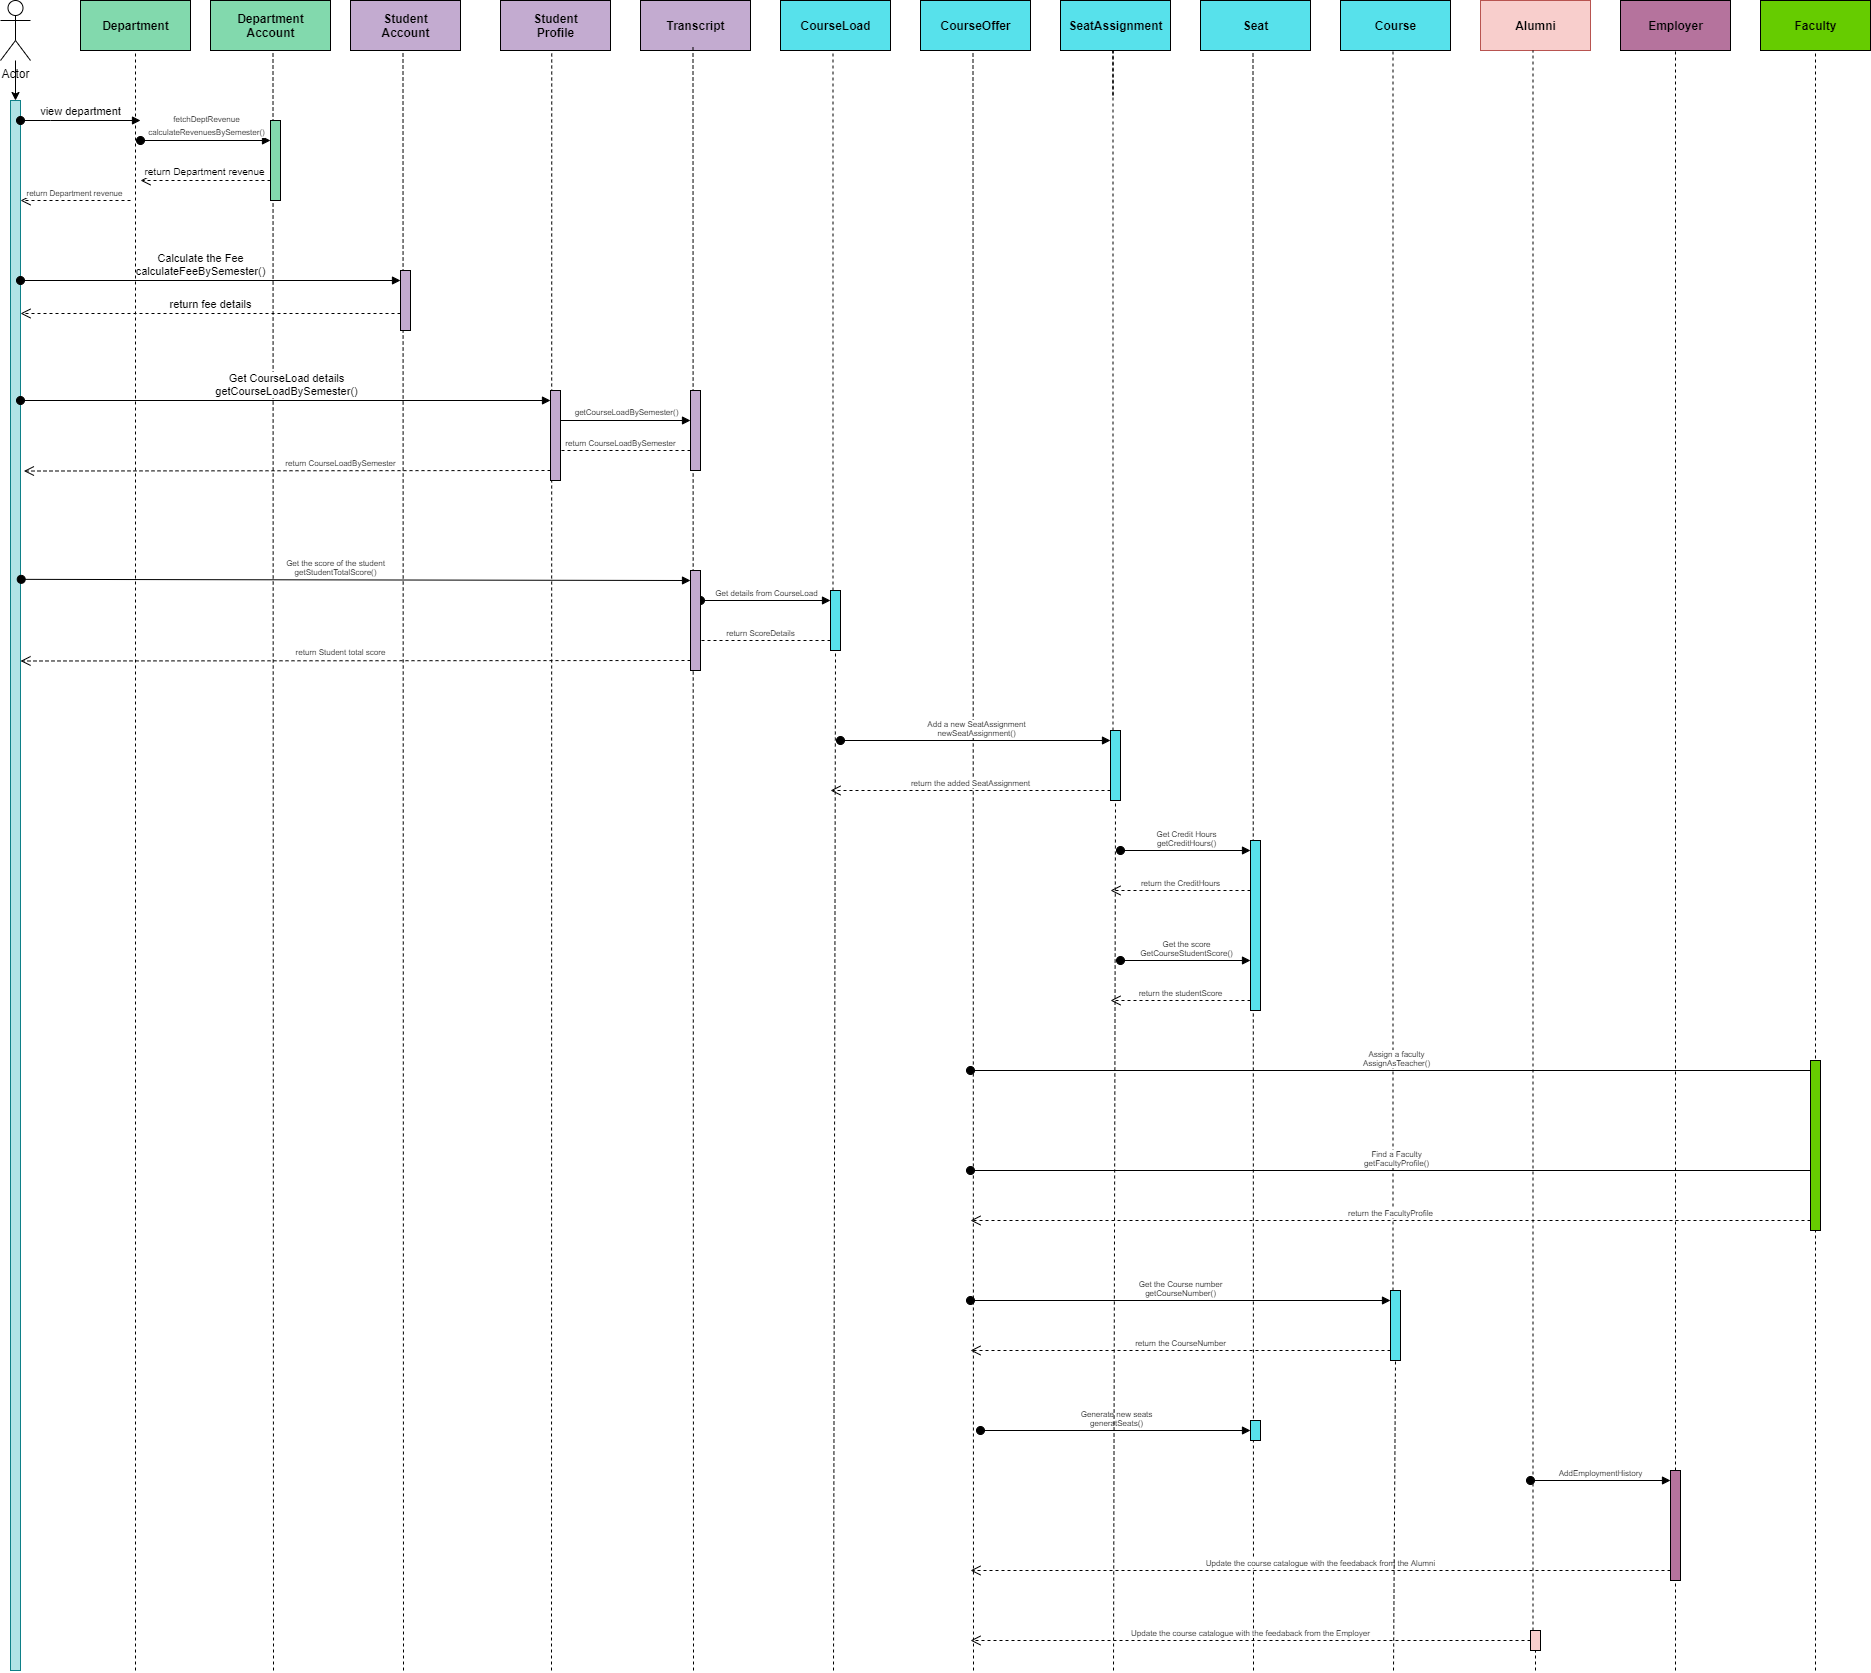 Department
Department
Account
Student
Account
Student
Profile
Transcript
CourseLoad
CourseOffer
SeatAssignment
Seat
Course
Alumni
Employer
Faculty
Actor
view department
fetchDeptRevenue
calculateRevenuesBySemester()
return Department revenue
return Department revenue
Calculate the Fee
calculateFeeBySemester()
return fee details
Get CourseLoad details
getCourseLoadBySemester()
getCourseLoadBySemester()
return CourseLoadBySemester
return CourseLoadBySemester
Get the score of the student
getStudentTotalScore()
Get details from CourseLoad
return ScoreDetails
return Student total score
Add a new SeatAssignment
newSeatAssignment()
return the added SeatAssignment
Get Credit Hours
getCreditHours()
return the CreditHours
Get the score
GetCourseStudentScore()
return the studentScore
Assign a faculty
AssignAsTeacher()
Find a Faculty
getFacultyProfile()
return the FacultyProfile
Get the Course number
getCourseNumber()
return the CourseNumber
Generate new seats
generatSeats()
AddEmploymentHistory
Update the course catalogue with the feedaback from the Alumni
Update the course catalogue with the feedaback from the Employer